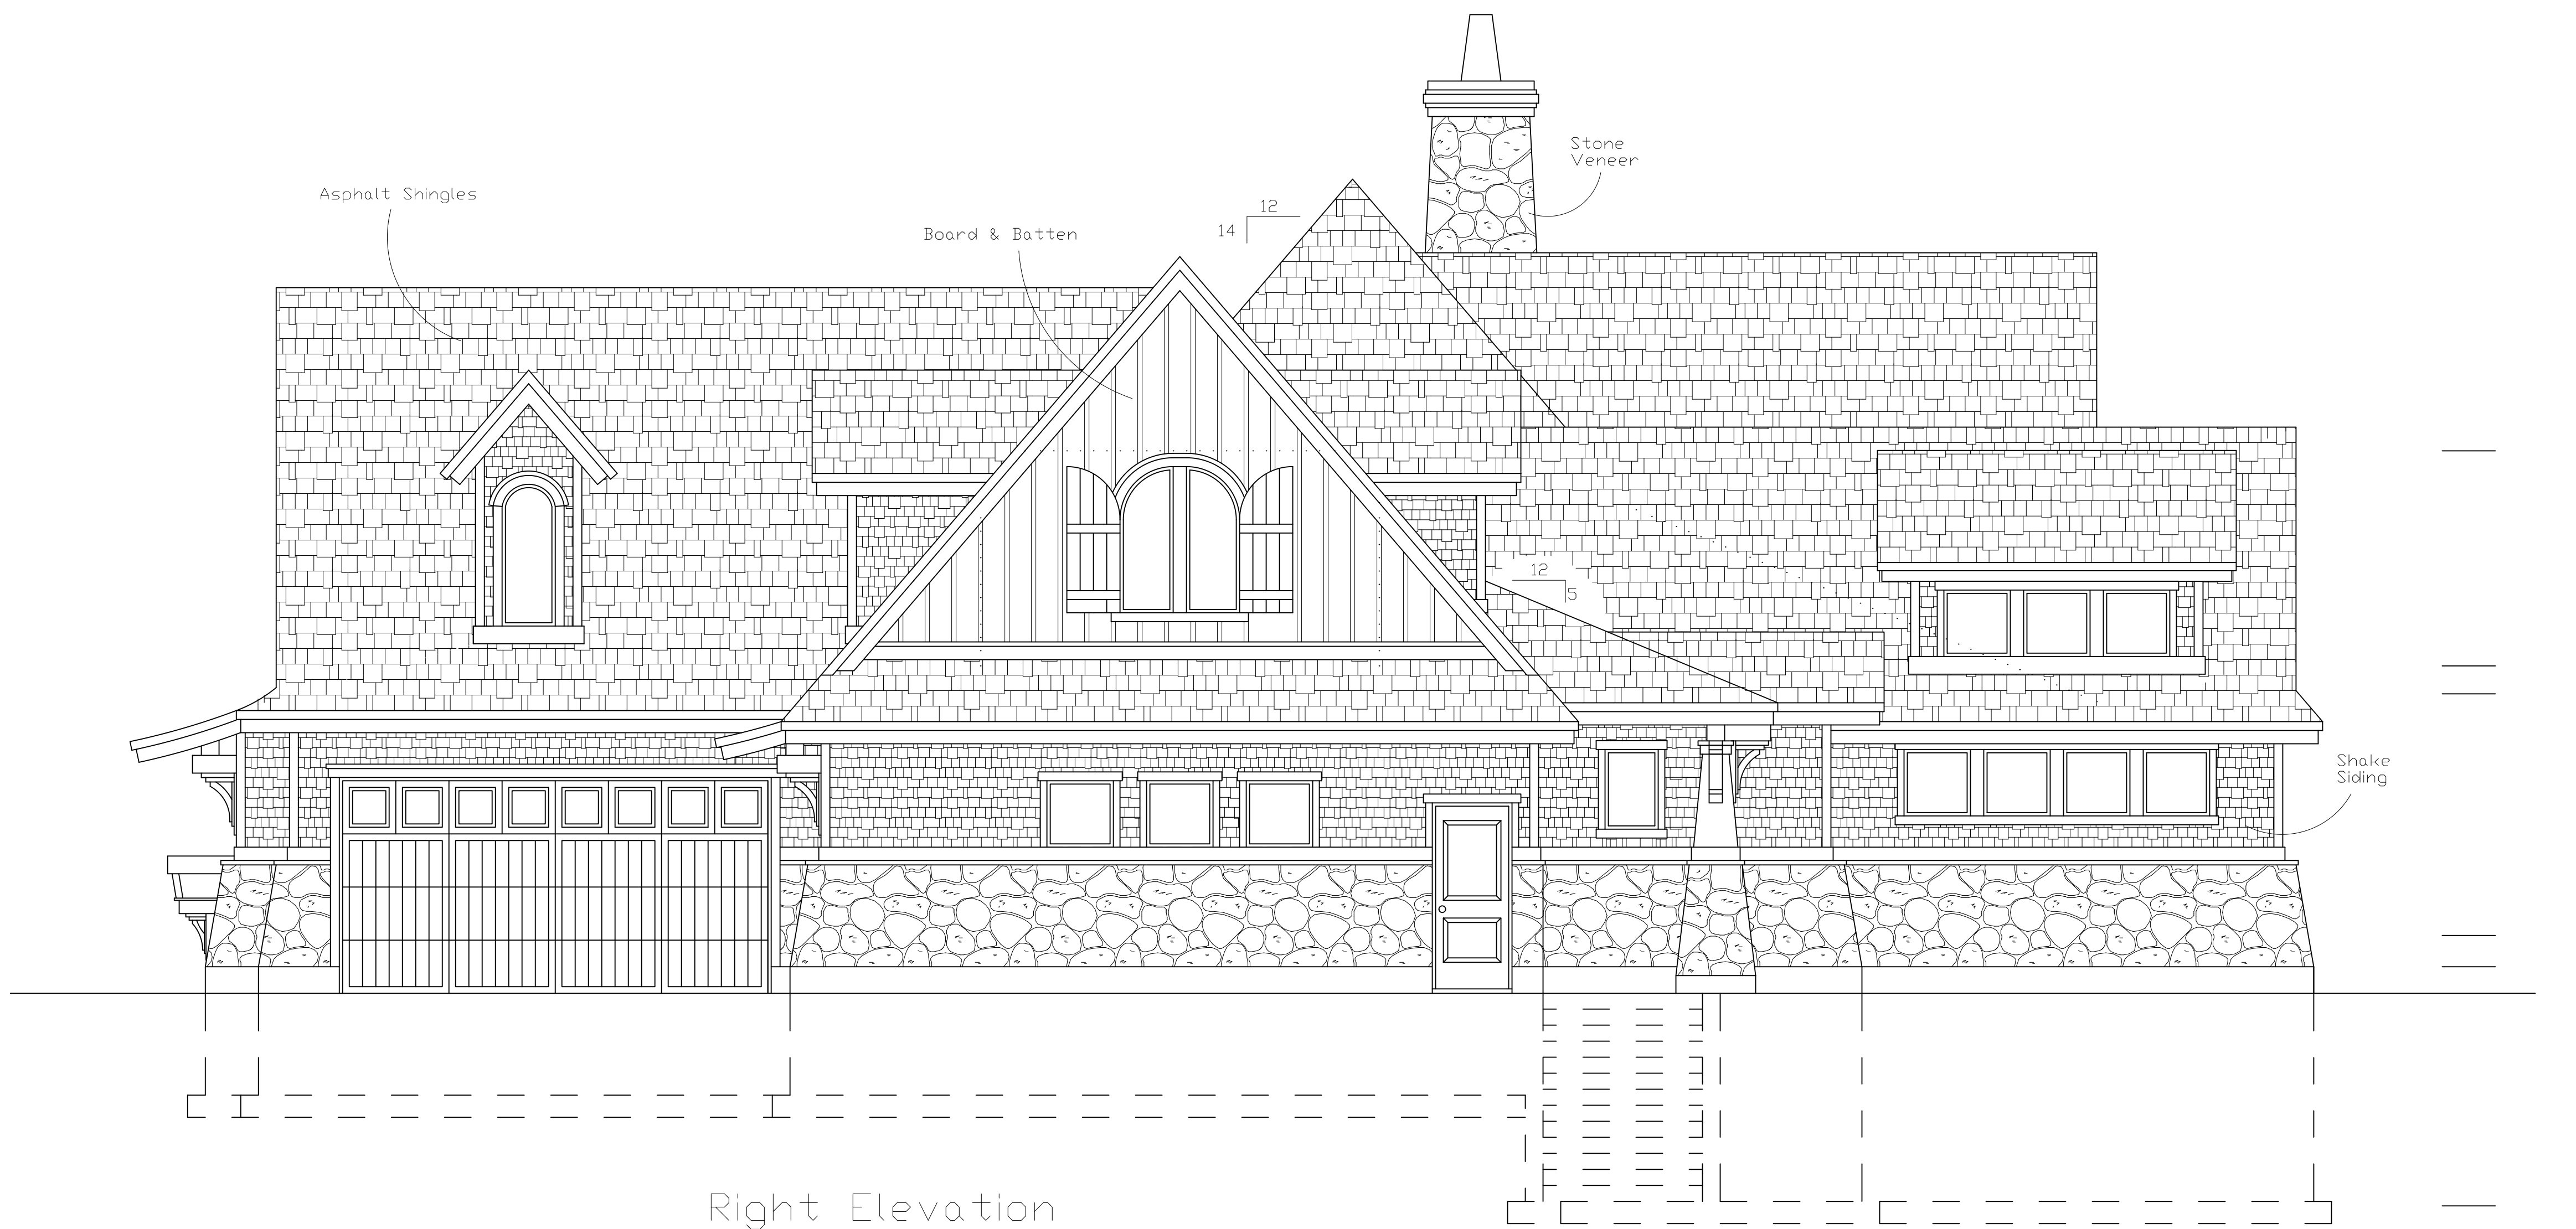 Stone
Veneer
Asphalt Shingles
12
14
Board & Batten
12
5
Shake
Siding
Right Elevation